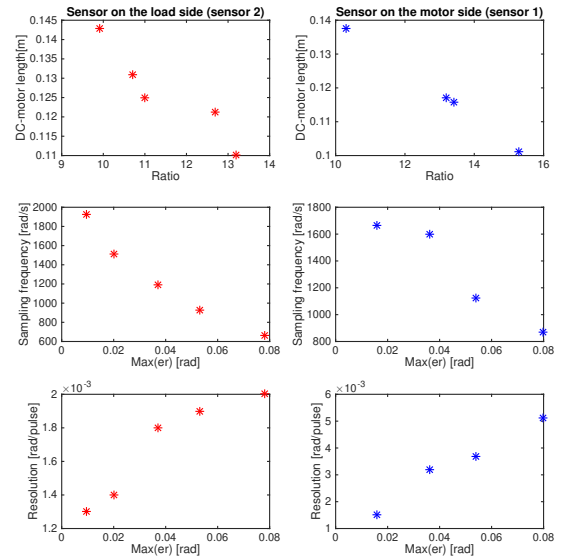 Sensor on the load side (sensor 2)
0.145
0.14
0.135
0.13
0.125
0.12
0.115
0.11
DC-motor length[m]
9 10 11 12 13 14
Ratio
Sensor on the motor side (sensor 1)
0.14
0.13
0.12
0.11
0.1
DC-motor length[m]
10 12 14 16
Ratio
2000
1800
1600
1400
1200
1000
800
600
Sampling frequency [rad/s]
0 0.02 0.04 0.06 0.08
Max(er) [rad]
1800
1600
1400
1200
1000
800
Sampling frequency [rad/s]
0 0.02 0.04 0.06 0.08
Max(er) [rad]
×10-3
2
1.8
1.6
1.4
1.2
Resolution [rad/pulse]
0 0.02 0.04 0.06 0.08
Max(er) [rad]
×10-3
6
5
4
3
2
1
Resolution [rad/pulse]
0 0.02 0.04 0.06 0.08
Max(er) [rad]